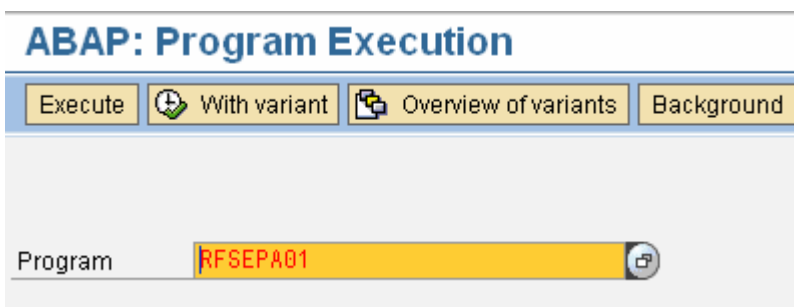 ABAP: Program Execution
Execute With variant Overview of variants Background
Program RFSEPA01